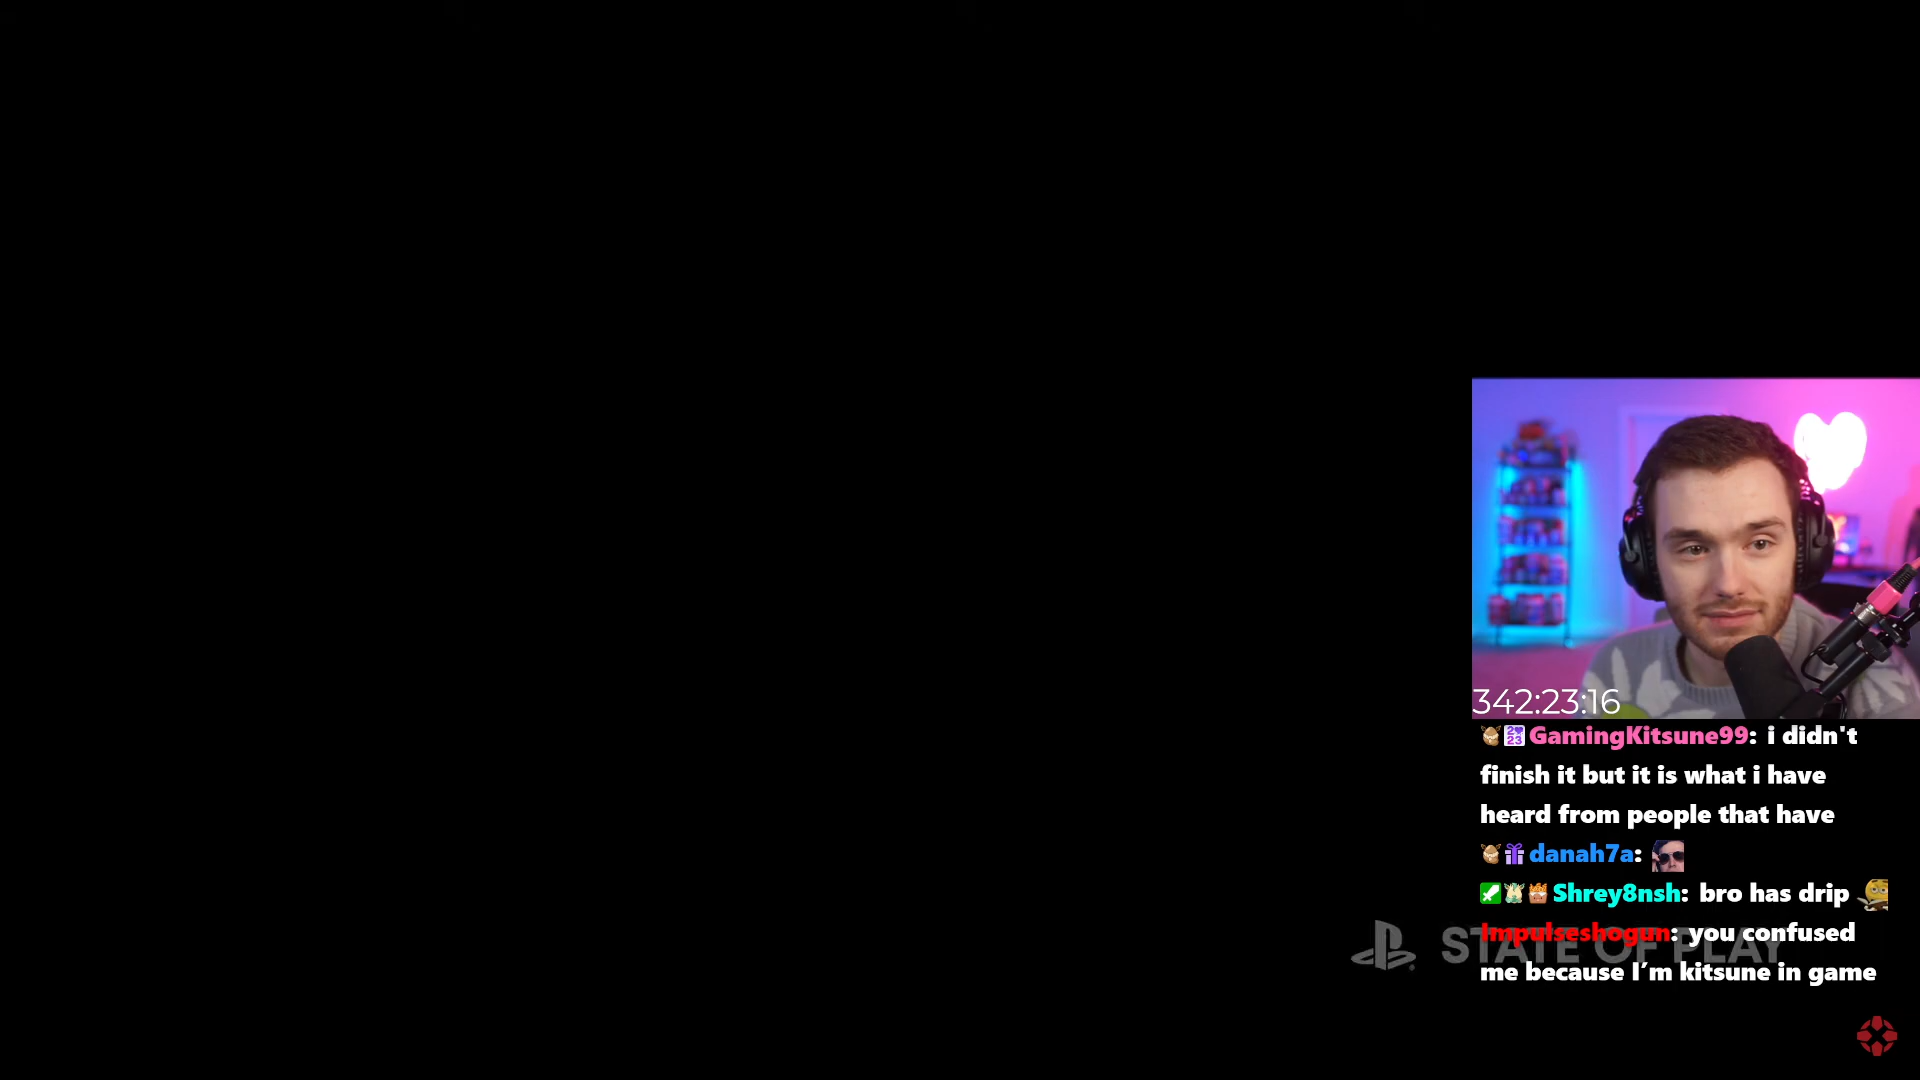 342:23:16
GamingKitsune99: i didn't
finish it but it is what i have
heard from people that have
danah7a:
Shrey8nsh: bro has drip
Impulseshogun: you confused
STATE OF PLAY
me because I'm kitsune in game